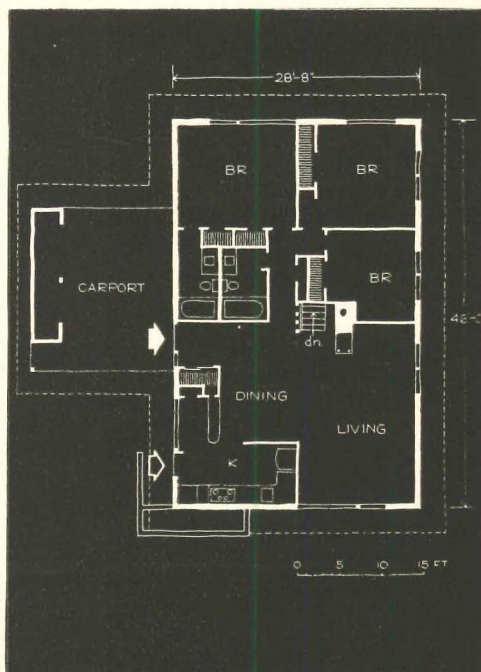 28'-8"
BR
BR
BR
CARPORT
dn.
DINING
LIVING
K
0 5 10 15 FT